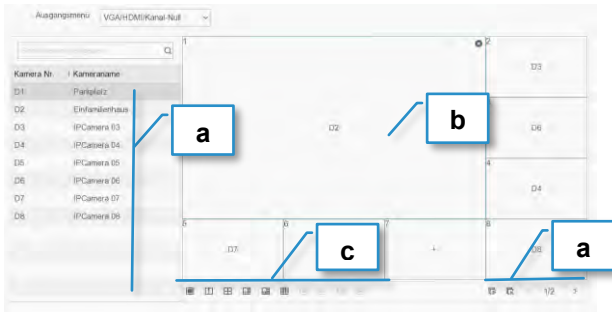 Ausgangsmenü VGA/HDMI/Kanal-Null
Kamera Nr. Kameraname
D1 Parkplatz
D2 Einfamilienhaus
D3 IPCamera 03
D4 IPCamera 04
D5 IPCamera 05
D6 IPCamera 06
D7 IPCamera 07
D8 IPCamera 08
1
D2
2
D3
D6
4
D4
5
D7
6
7
+
8
D8
1/2
a
b
c
a